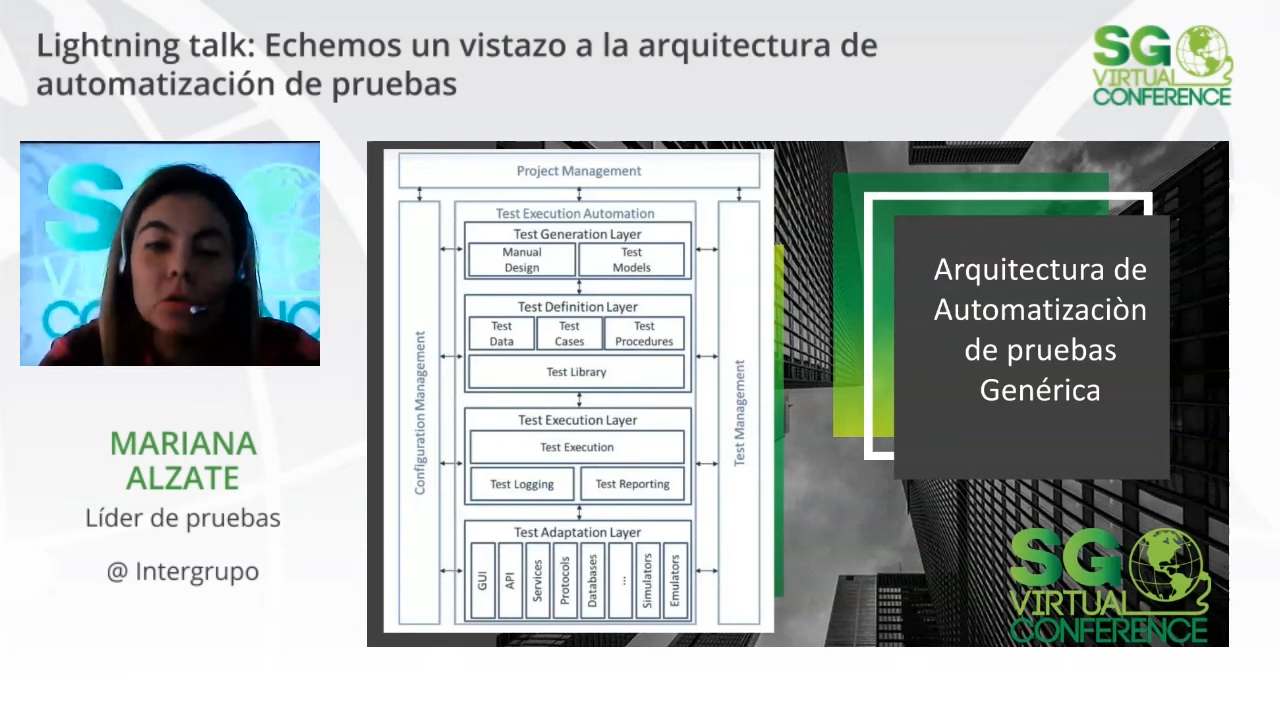 Lightning talk: Echemos un vistazo a la arquitectura de
automatización de pruebas
SG
VIRTUAL
CONFERENCE
MARIANA
ALZATE
Líder de pruebas
@ Intergrupo
Project Management
Configuration Management
Test Execution Automation
Test Generation Layer
Manual
Design
Test
Models
Test Definition Layer
Test
Data
Test
Cases
Test
Procedures
Test Library
Test Execution Layer
Test Execution
Test Logging
Test Reporting
Test Adaptation Layer
GUI
API
Services
Protocols
Databases
...
Simulators
Emulators
Test Management
Arquitectura de
Automatizaciòn
de pruebas
Genérica
SG
VIRTUAL
CONFERENCE